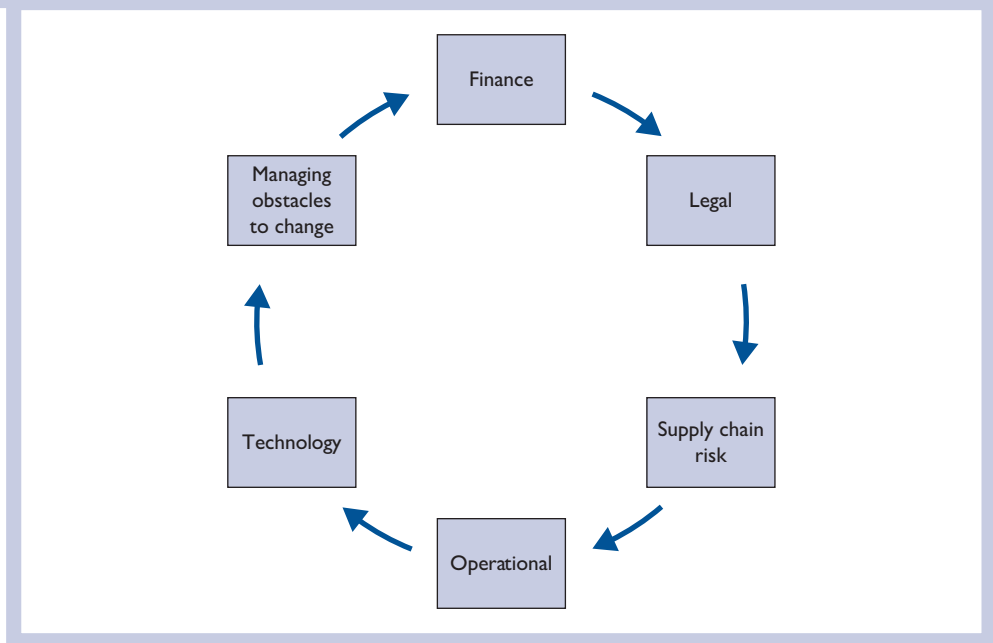 Finance
Legal
Supply chain
risk
Operational
Technology
Managing
obstacles
to change